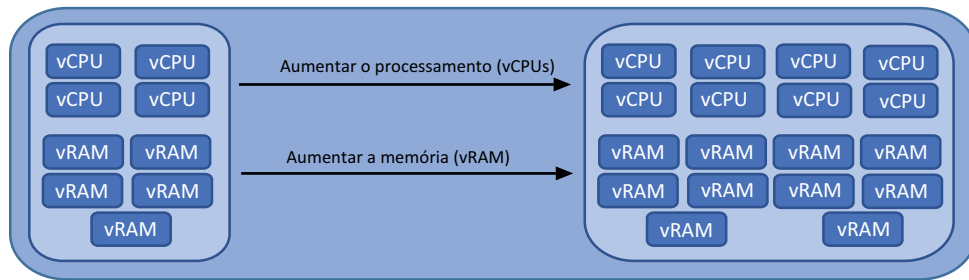 vCPU vCPU
vCPU vCPU
vRAM vRAM
vRAM vRAM
vRAM
Aumentar o processamento (vCPUs)
Aumentar a memória (vRAM)
vCPU vCPU vCPU vCPU
vCPU vCPU vCPU vCPU
vRAM vRAM vRAM vRAM
vRAM vRAM vRAM vRAM
vRAM vRAM